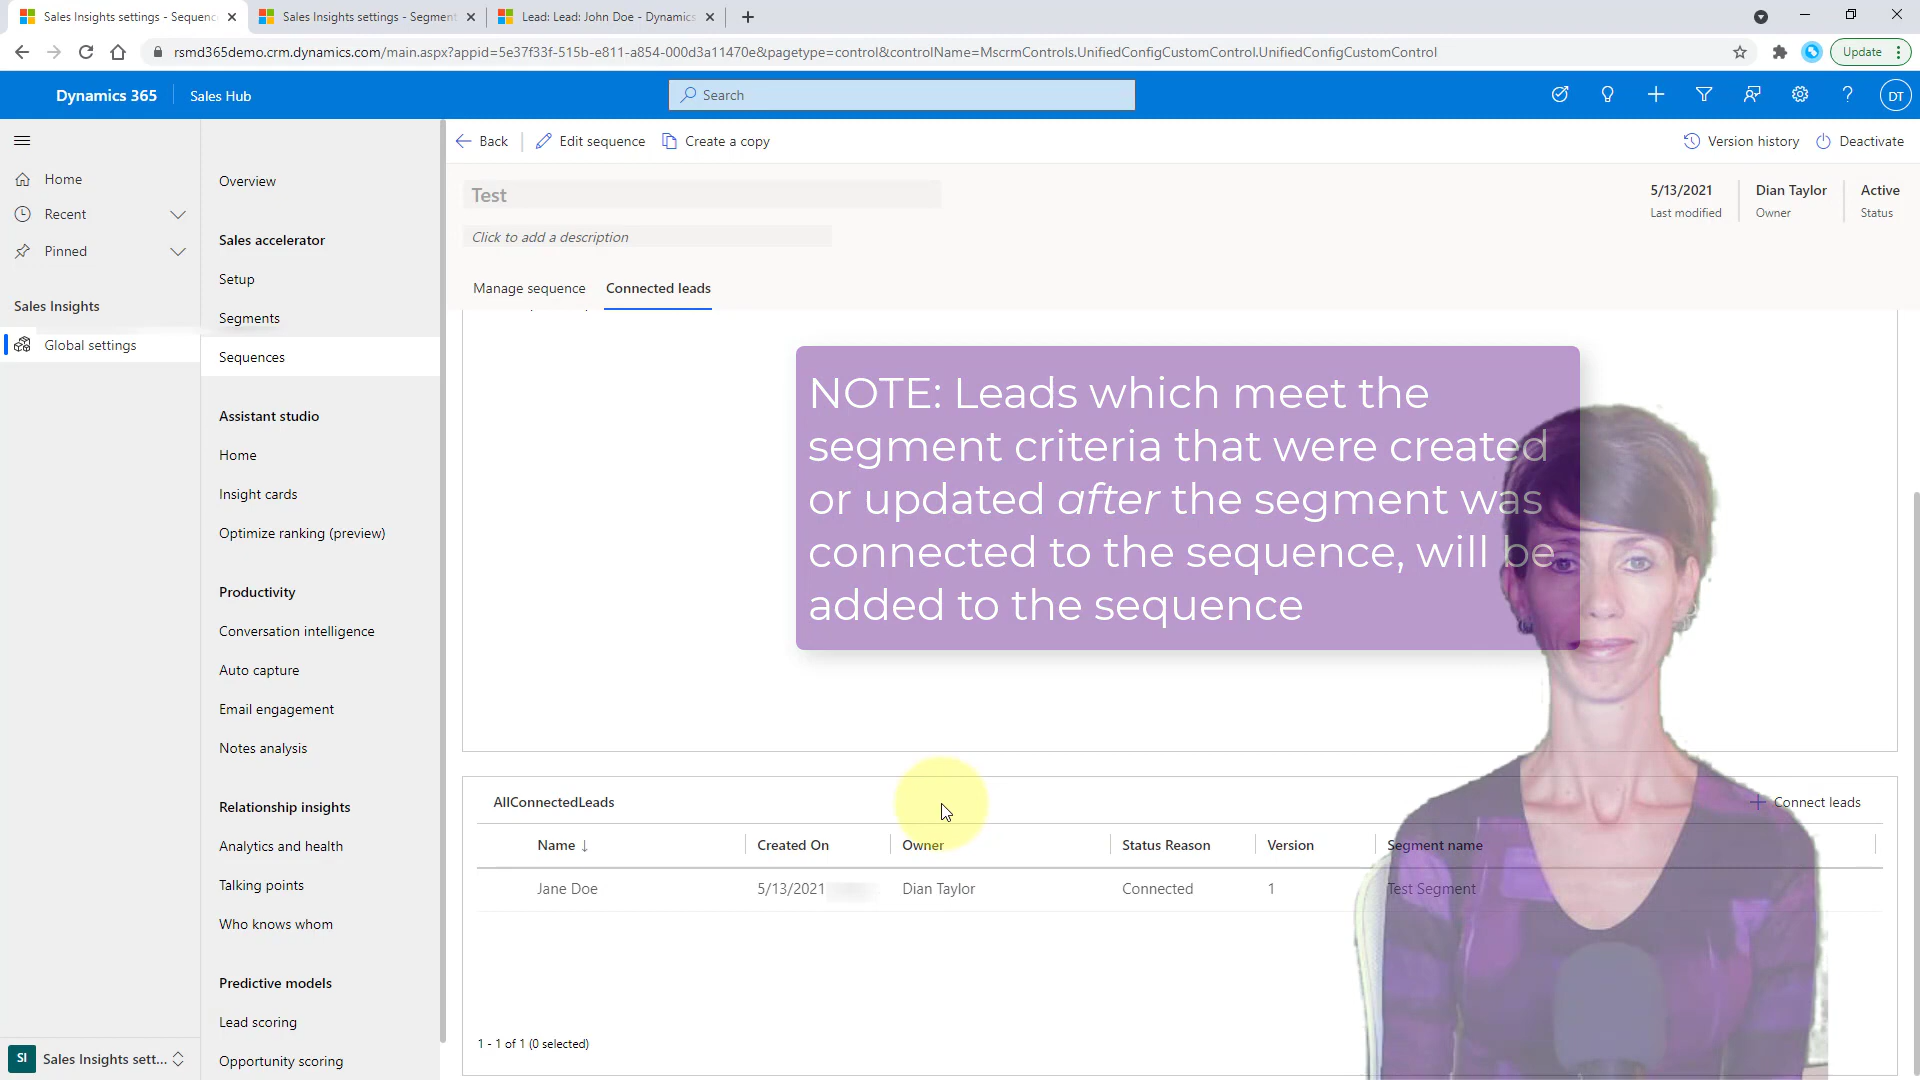 Sales Insights settings - Sequenc
Sales Insights settings - Segment
Lead: Lead: John Doe - Dynamics
rsmd365demo.crm.dynamics.com/main.aspx?appid=5e37f33f-515b-e811-a854-000d3a11470e&pagetype=control&controlName=MscrmControls.UnifiedConfigCustomControl.UnifiedConfigCustomControl
Update
Dynamics 365
Sales Hub
Search
DT
Back
Edit sequence
Create a copy
Version history
Deactivate
Home
Recent
Pinned
Sales Insights
Global settings
Overview
Sales accelerator
Setup
Segments
Sequences
Assistant studio
Home
Insight cards
Optimize ranking (preview)
Productivity
Conversation intelligence
Auto capture
Email engagement
Notes analysis
Relationship insights
Analytics and health
Talking points
Who knows whom
Predictive models
Lead scoring
Opportunity scoring
SI Sales Insights sett...
Test
Click to add a description
5/13/2021
Last modified
Dian Taylor
Owner
Active
Status
Manage sequence
Connected leads
NOTE: Leads which meet the
segment criteria that were created
or updated after the segment was
connected to the sequence, will be
added to the sequence
AllConnectedLeads
Connect leads
Name Created On Owner Status Reason Version Segment name
Jane Doe 5/13/2021 Dian Taylor Connected 1 Test Segment
1 - 1 of 1 (0 selected)